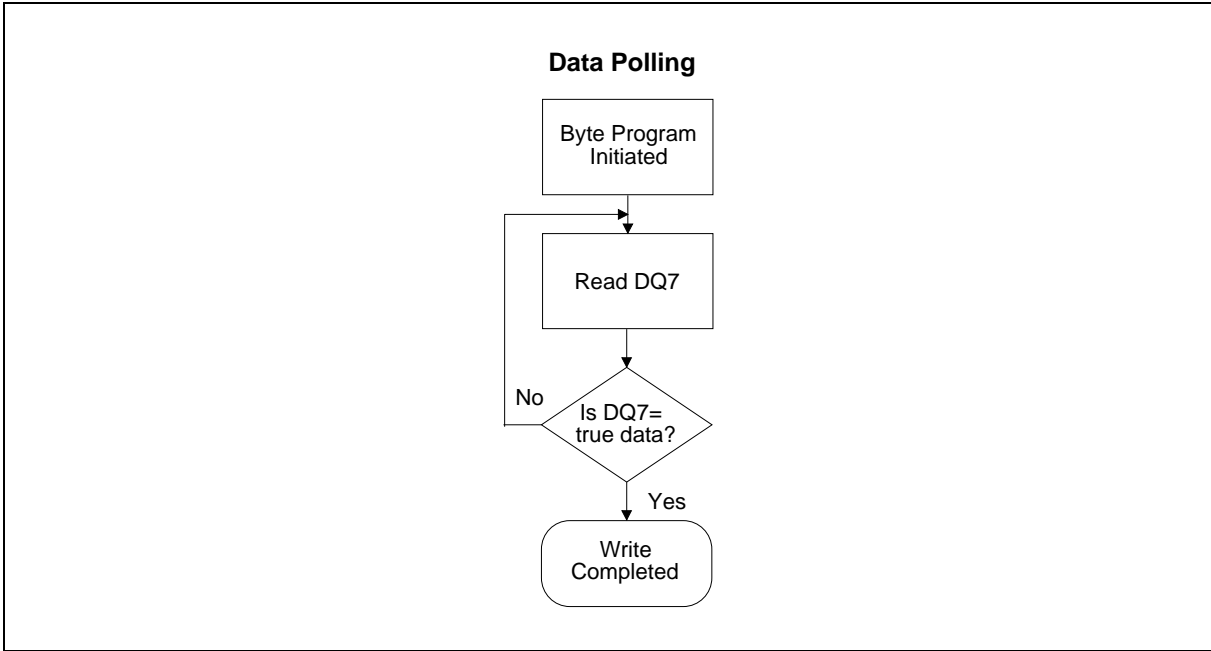 Data Polling
Byte Program
Initiated
Read DQ7
No
Is DQ7=
true data?
Yes
Write
Completed